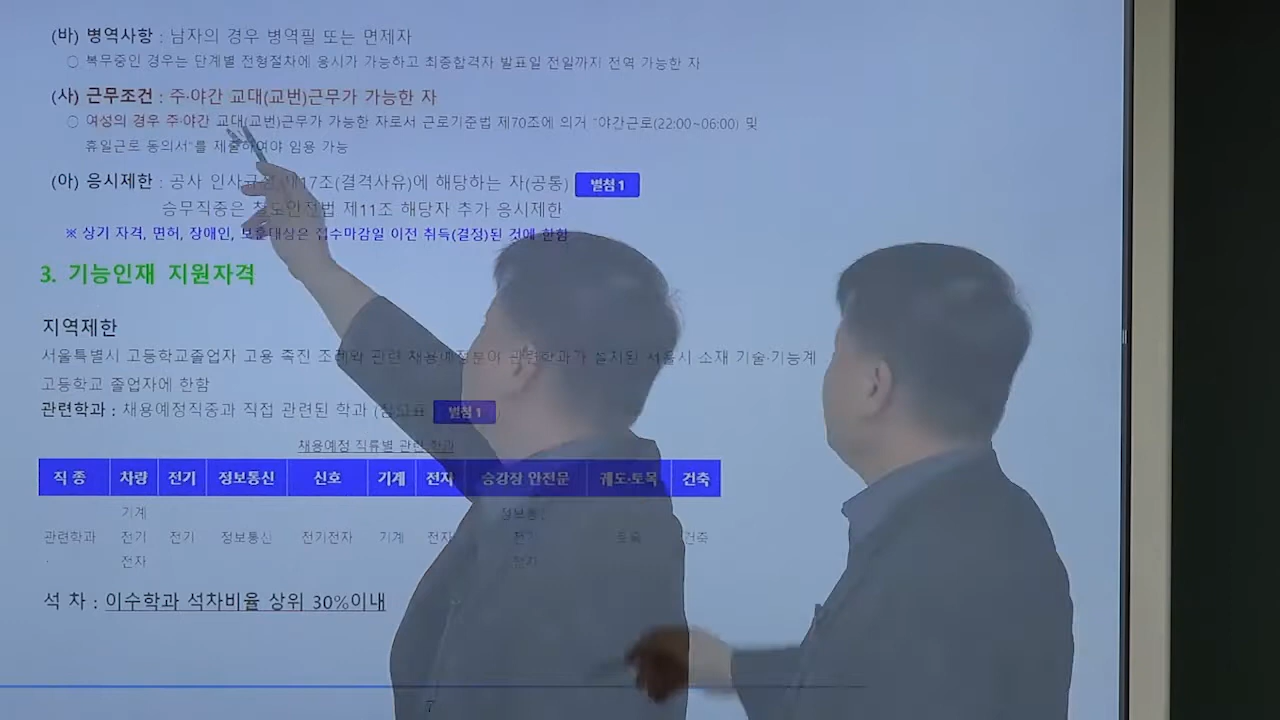 (바) 병역사항 : 남자의 경우 병역필 또는 면제자
○ 복무중인 경우는 단계별 전형절차에 응시가 가능하고 최종합격자 발표일 전일까지 전역 가능한 자
(사) 근무조건 : 주·야간 교대(교번)근무가 가능한 자
○ 여성의 경우 주·야간 교대(교번)근무가 가능한 자로서 근로기준법 제70조에 의거 "야간근로(22:00~06:00) 및
휴일근로 동의서"를 제출하여야 임용 가능
(아) 응시제한 : 공사 인사규정 제17조(결격사유)에 해당하는 자(공통) 별첨 1
승무직종은 철도안전법 제11조 해당자 추가 응시제한
※ 상기 자격, 면허, 장애인, 보훈대상은 접수마감일 이전 취득(결정)된 것에 한함
3. 기능인재 지원자격
지역제한
서울특별시 고등학교졸업자 고용 촉진 조례와 관련 채용예정분야 관련학과가 설치된 서울시 소재 기술·기능계
고등학교 졸업자에 한함
관련학과 : 채용예정직종과 직접 관련된 학과 (참고표 별첨 1 )
채용예정 직류별 관련 학과
직 종 차량 전기 정보통신 신호 기계 전자 승강장 안전문 궤도·토목 건축
기계 정보통신
관련학과 전기 전기 정보통신 전기전자 기계 전자 전기 토목 건축
전자 전자
석 차 : 이수학과 석차비율 상위 30%이내
7